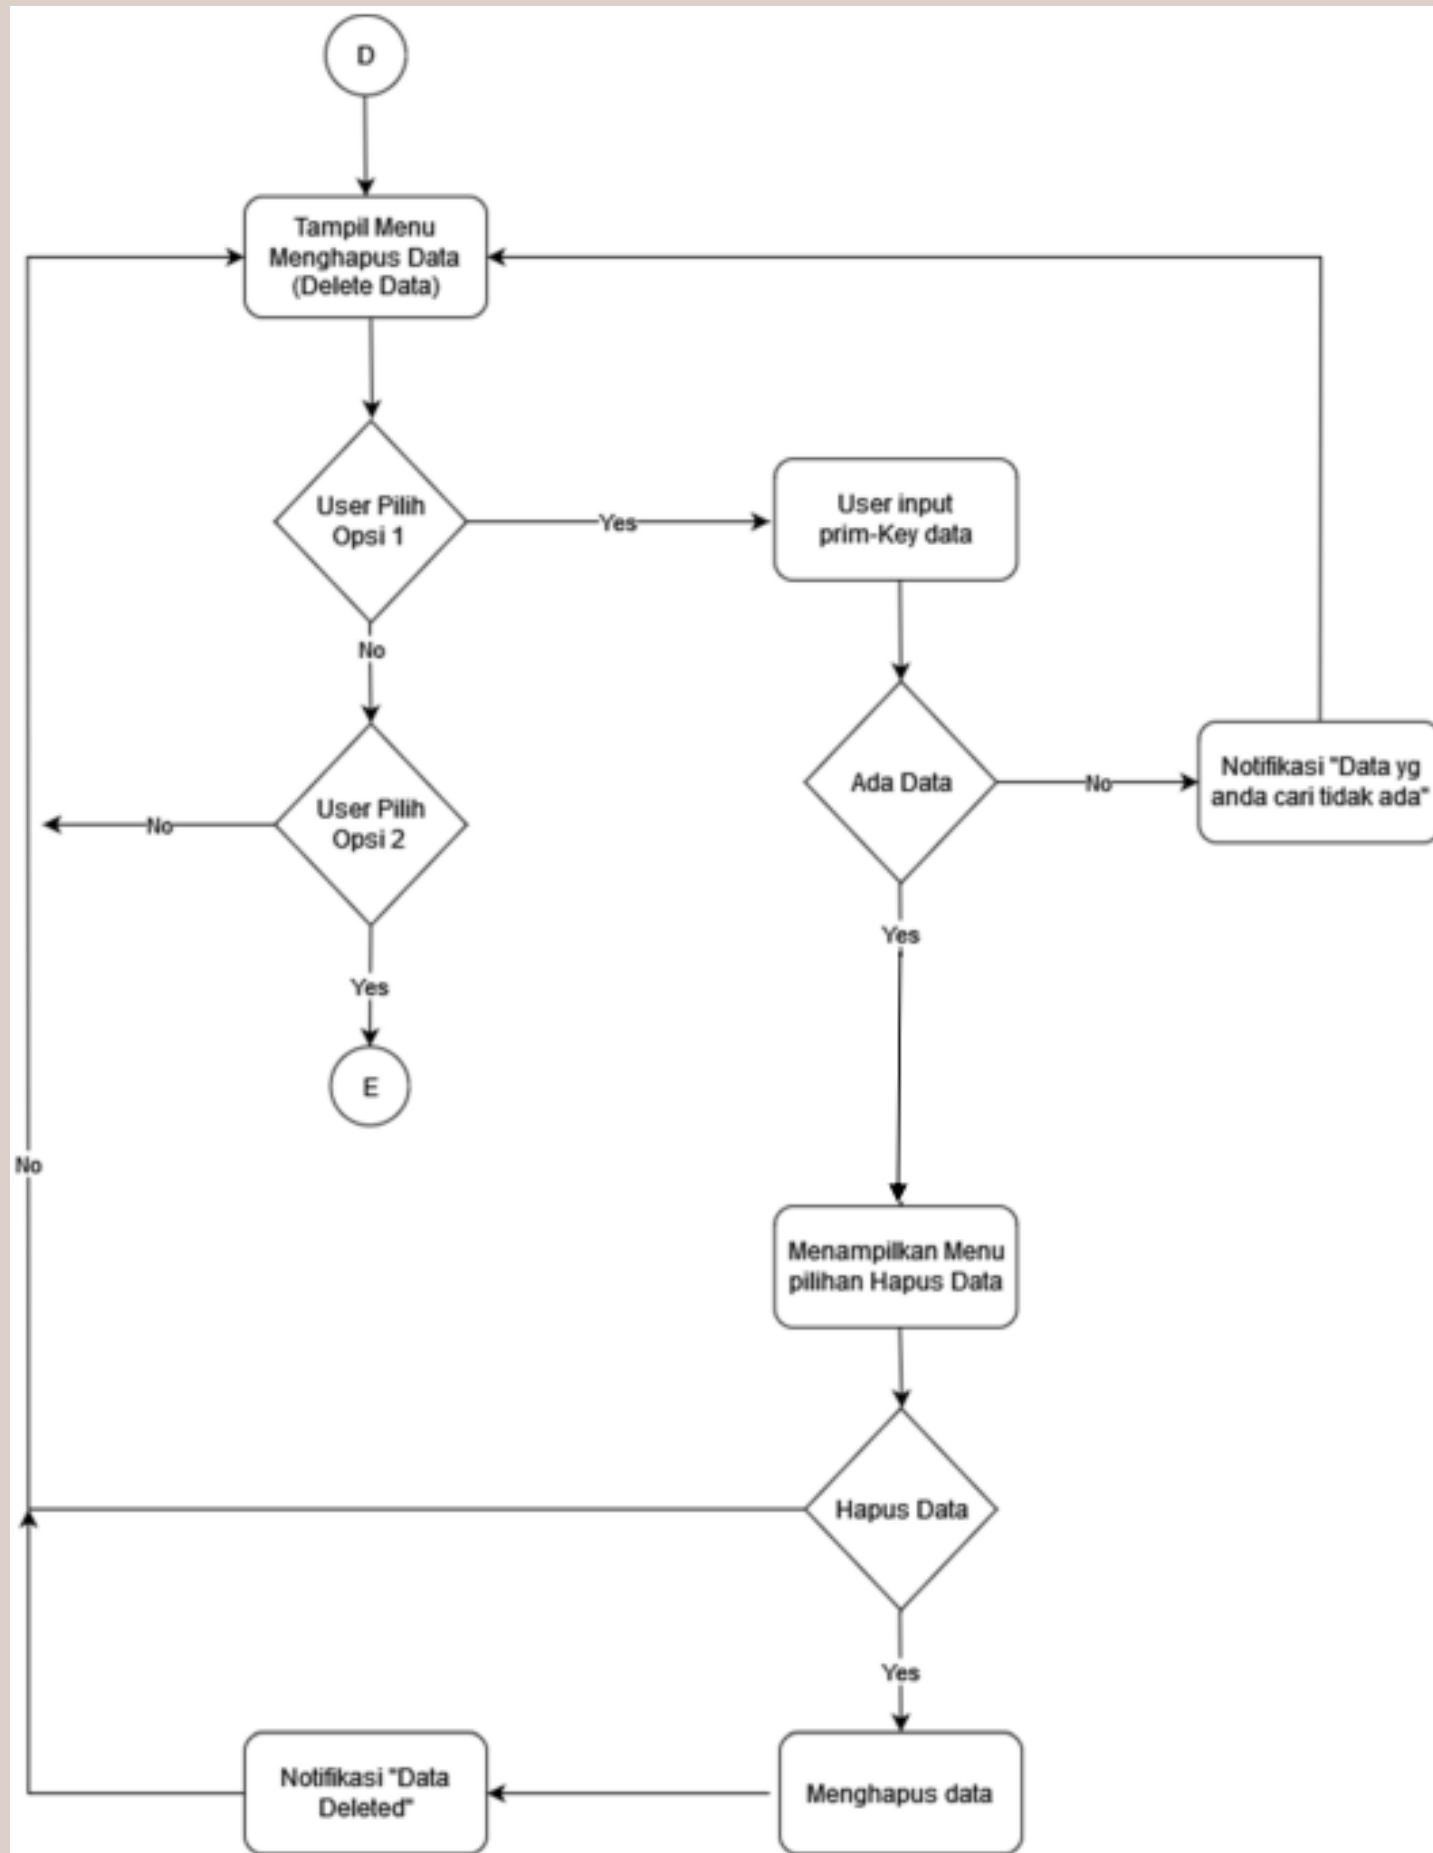 D
Tampil Menu
Menghapus Data
(Delete Data)
User Pilih
Opsi 1
Yes
User input
prim-Key data
No
User Pilih
Opsi 2
No
Yes
E
Ada Data
No
Notifikasi "Data yg
anda cari tidak ada"
Yes
No
Menampilkan Menu
pilihan Hapus Data
Hapus Data
Yes
Menghapus data
Notifikasi "Data
Deleted"